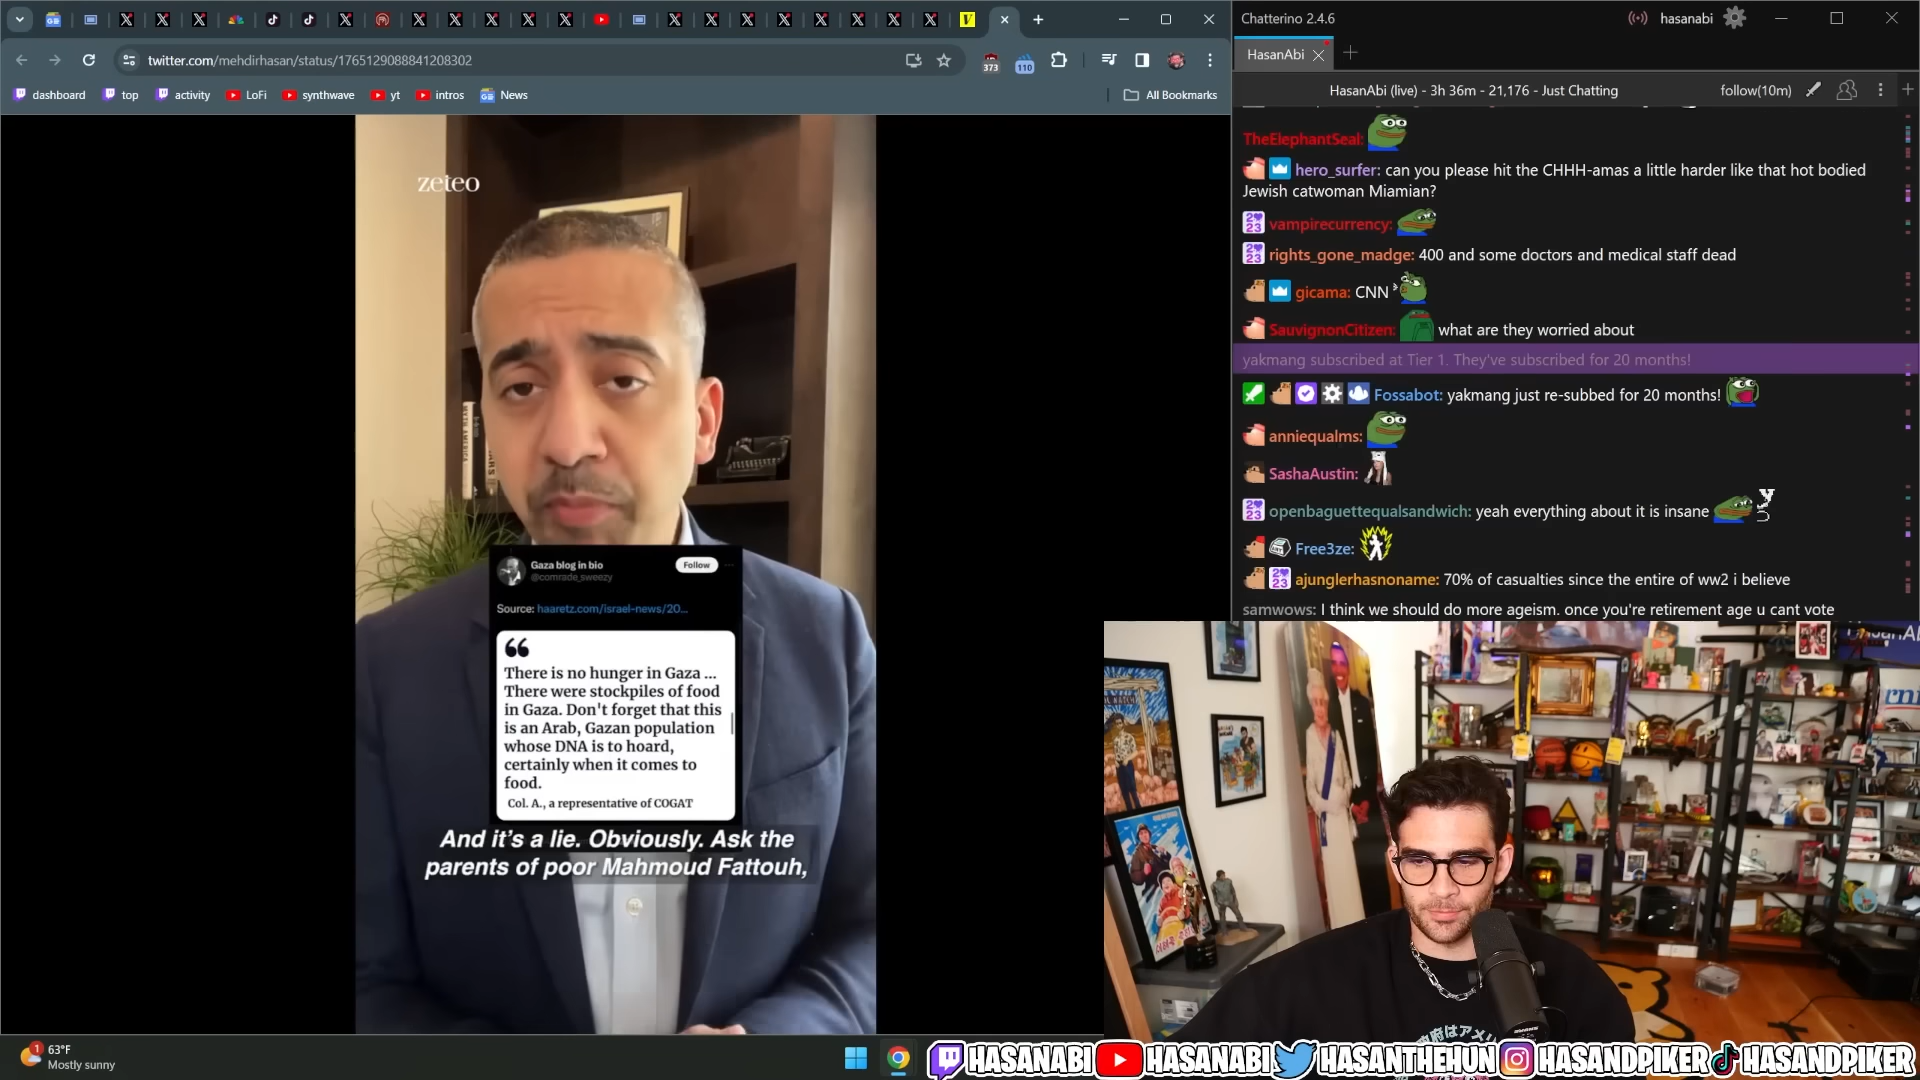 twitter.com/mehdirhasan/status/1765129088841208302
373
110
dashboard
top
activity
LoFi
synthwave
yt
intros
News
All Bookmarks
zeteo
Gaza blog in bio
@comrade_sweezy
Follow
Source: haaretz.com/israel-news/20...
“
There is no hunger in Gaza ...
There were stockpiles of food
in Gaza. Don't forget that this
is an Arab, Gazan population
whose DNA is to hoard,
certainly when it comes to
food.
Col. A., a representative of COGAT
And it's a lie. Obviously. Ask the
parents of poor Mahmoud Fattouh,
Chatterino 2.4.6
hasanabi
HasanAbi
HasanAbi (live) - 3h 36m - 21,176 - Just Chatting
follow(10m)
TheElephantSeal:
hero_surfer: can you please hit the CHHH-amas a little harder like that hot bodied
Jewish catwoman Miamian?
vampirecurrency:
rights_gone_madge: 400 and some doctors and medical staff dead
gicama: CNN
SauvignonCitizen: what are they worried about
yakmang subscribed at Tier 1. They've subscribed for 20 months!
Fossabot: yakmang just re-subbed for 20 months!
anniequalms:
SashaAustin:
openbaguettequalsandwich: yeah everything about it is insane
Free3ze:
ajunglerhasnoname: 70% of casualties since the entire of ww2 i believe
samwows: I think we should do more ageism. once you're retirement age u cant vote
1
63°F
Mostly sunny
HASANABI
HASANABI
HASANTHEHUN
HASANDPIKER
HASANDPIKER